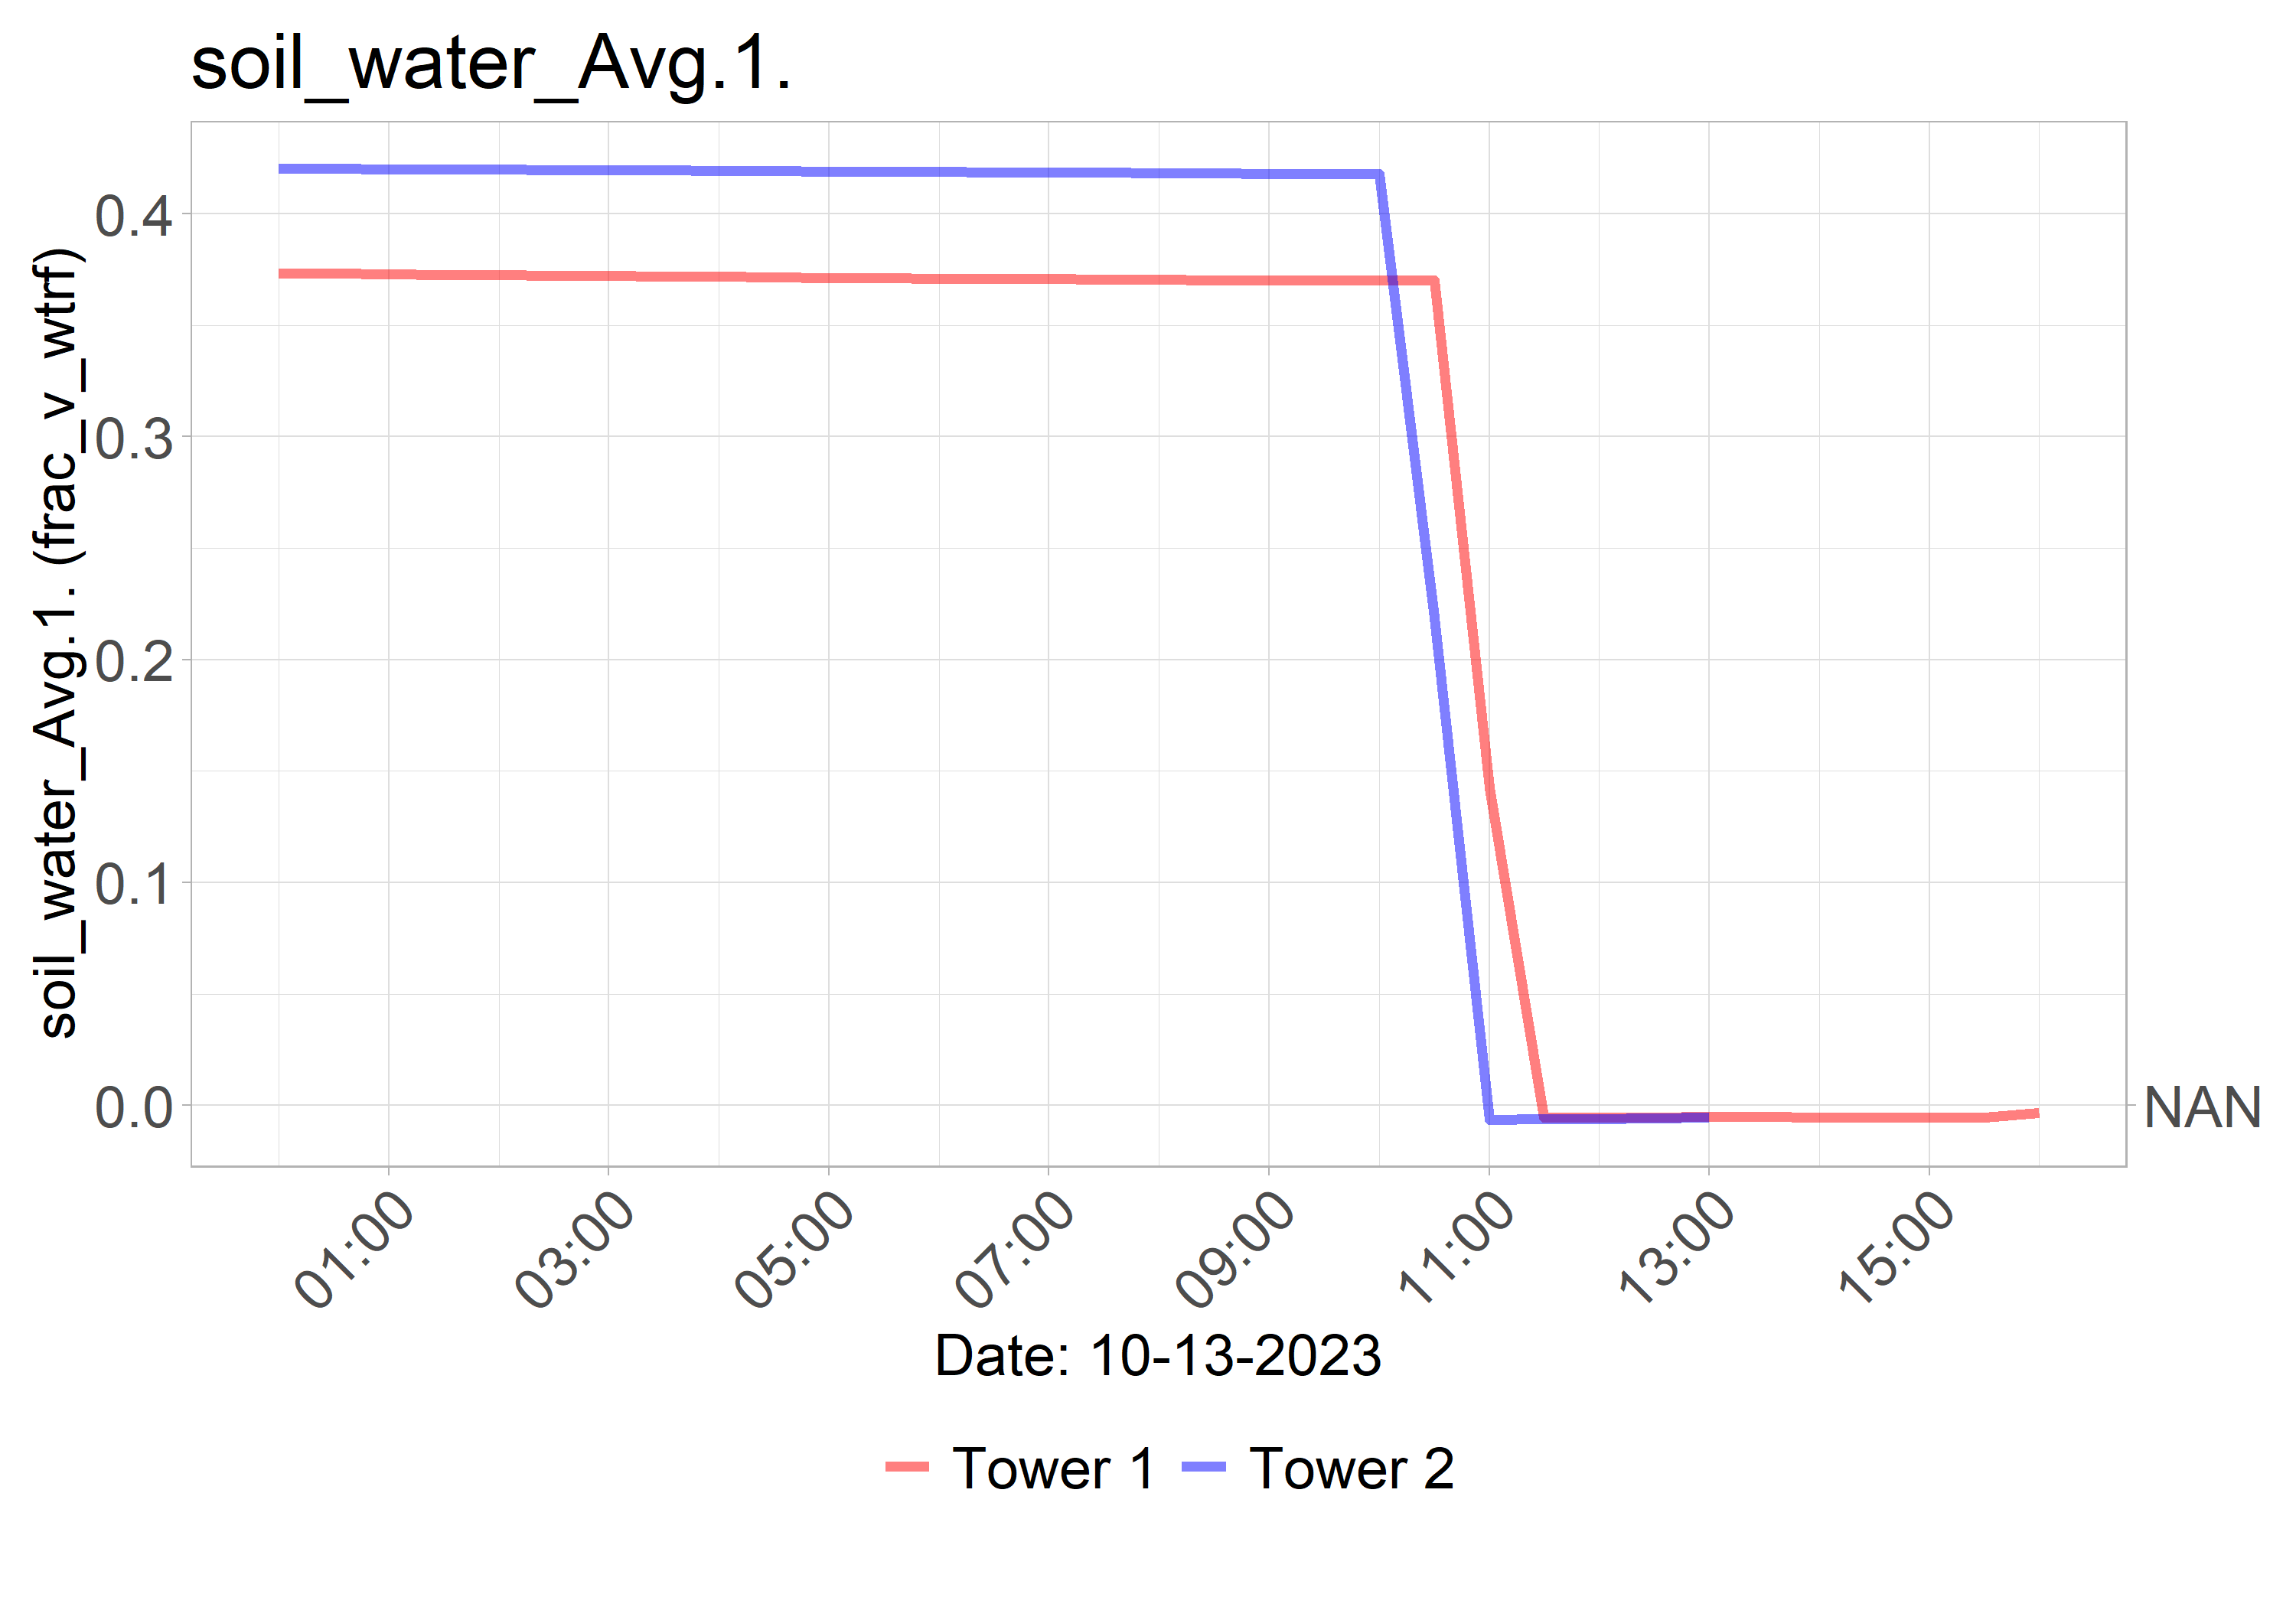 soil_water_Avg.1.
soil_water_Avg.1. (frac_v_wtrf)
0.4
0.3
0.2
0.1
0.0
NAN
01:00
03:00
05:00
07:00
09:00
11:00
13:00
15:00
Date: 10-13-2023
Tower 1
Tower 2